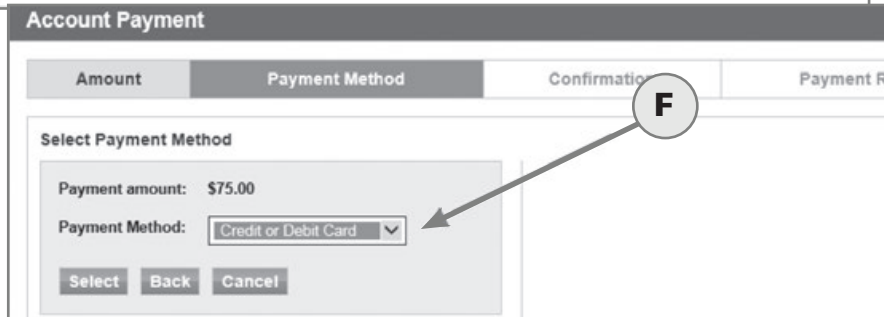 Account Payment
Amount Payment Method Confirmation Payment R
F
Select Payment Method
Payment amount: $75.00
Payment Method: Credit or Debit Card
Select Back Cancel